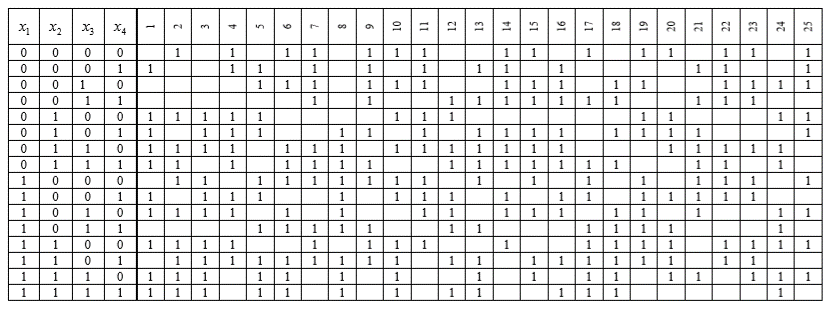 x₁ x₂ x₃ x₄ 1 2 3 4 5 6 7 8 9 10 11 12 13 14 15 16 17 18 19 20 21 22 23 24 25
0 0 0 0 1 1 1 1 1 1 1 1 1 1 1 1 1 1 1
0 0 0 1 1 1 1 1 1 1 1 1 1 1 1 1
0 0 1 0 1 1 1 1 1 1 1 1 1 1 1 1 1 1 1
0 0 1 1 1 1 1 1 1 1 1 1 1 1 1 1
0 1 0 0 1 1 1 1 1 1 1 1 1 1 1 1
0 1 0 1 1 1 1 1 1 1 1 1 1 1 1 1 1 1 1 1
0 1 1 0 1 1 1 1 1 1 1 1 1 1 1 1 1 1 1 1 1 1 1
0 1 1 1 1 1 1 1 1 1 1 1 1 1 1 1 1 1 1 1 1
1 0 0 0 1 1 1 1 1 1 1 1 1 1 1 1 1 1 1 1 1
1 0 0 1 1 1 1 1 1 1 1 1 1 1 1 1 1 1 1 1
1 0 1 0 1 1 1 1 1 1 1 1 1 1 1 1 1 1 1 1
1 0 1 1 1 1 1 1 1 1 1 1 1 1 1 1
1 1 0 0 1 1 1 1 1 1 1 1 1 1 1 1 1 1 1 1 1
1 1 0 1 1 1 1 1 1 1 1 1 1 1 1 1 1 1 1 1 1 1 1
1 1 1 0 1 1 1 1 1 1 1 1 1 1 1 1 1 1 1 1
1 1 1 1 1 1 1 1 1 1 1 1 1 1 1 1 1